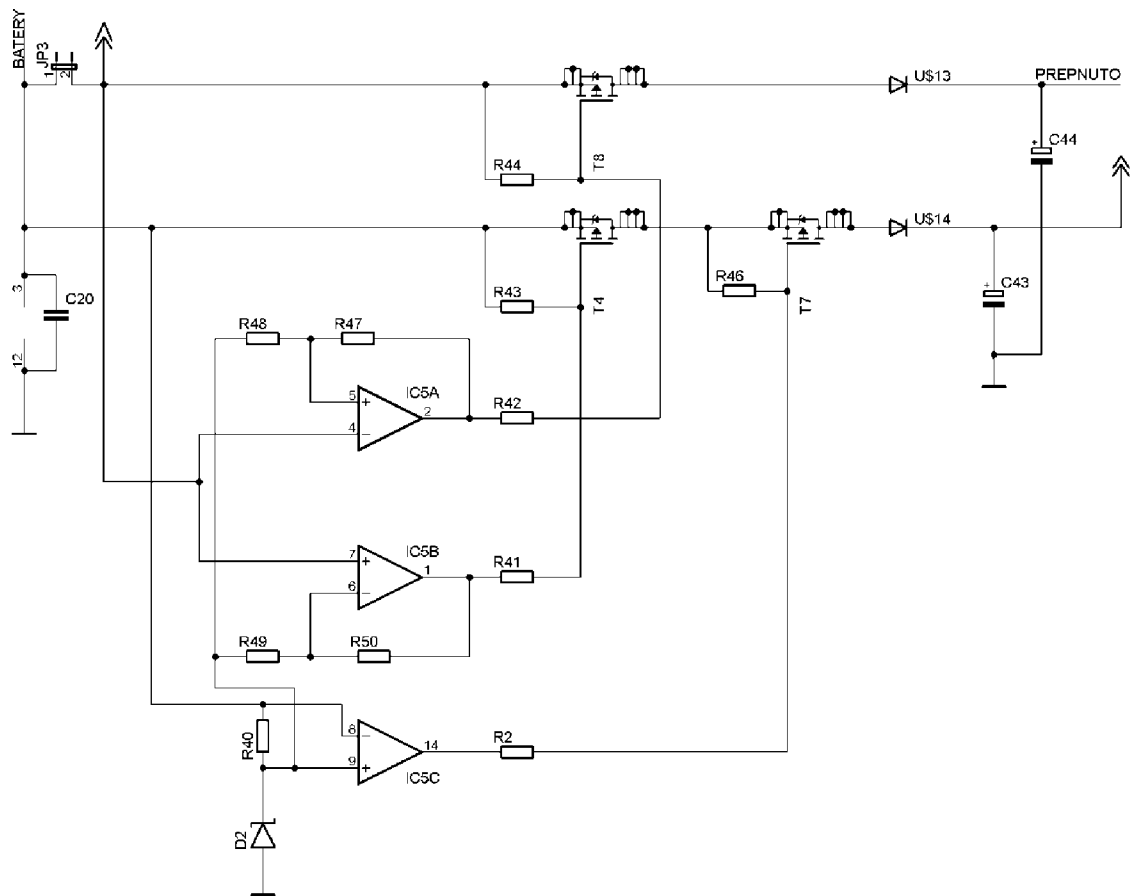 BATERY
JP3
1
2
U$13
PREPNUTO
C44
+
R44
T8
U$14
R46
R43
T4
T7
C43
+
3
C20
12
R48
R47
IC5A
5
+
2
R42
4
-
IC5B
7
+
1
R41
6
-
R49
R50
R40
8
-
14
R2
9
+
IC5C
D2